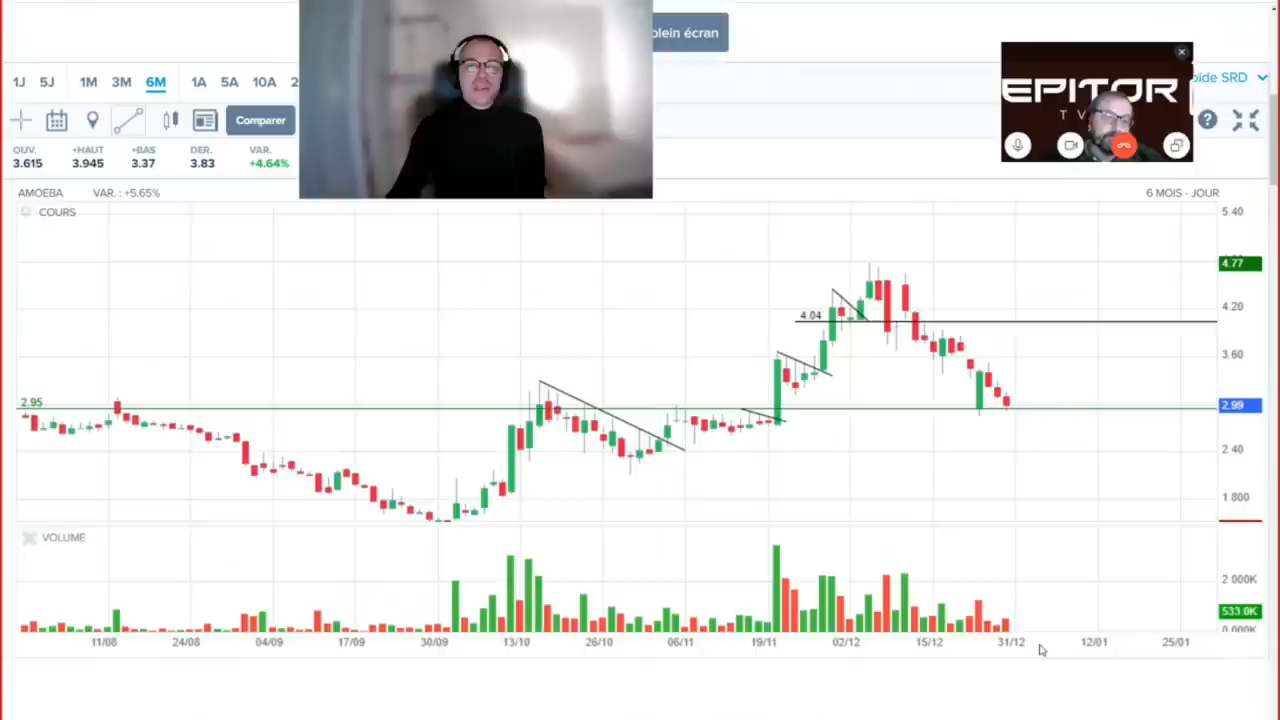 plein écran
1J 5J 1M 3M 6M 1A 5A 10A 2
Comparer
OUV. +HAUT +BAS DER. VAR.
3.615 3.945 3.37 3.83 +4.64%
EPITOR
TV
SRD
?
AMOEBA VAR. : +5.65%
6 MOIS - JOUR
COURS
5.40
4.77
4.20
4.04
3.60
2.95
2.99
2.40
1.800
VOLUME
2 000K
533.0K
0.000K
11/08 24/08 04/09 17/09 30/09 13/10 26/10 06/11 19/11 02/12 15/12 31/12 12/01 25/01